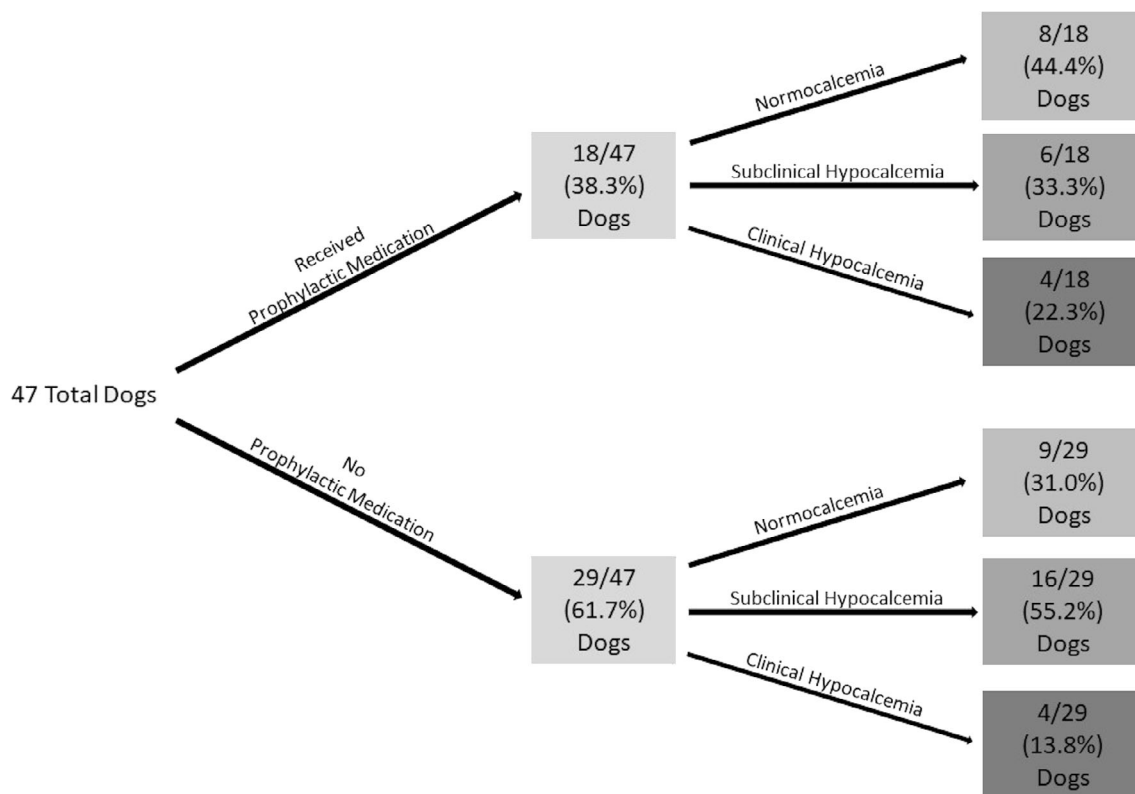 47 Total Dogs
Received
Prophylactic Medication
18/47
(38.3%)
Dogs
Normocalcemia
8/18
(44.4%)
Dogs
Subclinical Hypocalcemia
6/18
(33.3%)
Dogs
Clinical Hypocalcemia
4/18
(22.3%)
Dogs
No
Prophylactic Medication
29/47
(61.7%)
Dogs
Normocalcemia
9/29
(31.0%)
Dogs
Subclinical Hypocalcemia
16/29
(55.2%)
Dogs
Clinical Hypocalcemia
4/29
(13.8%)
Dogs